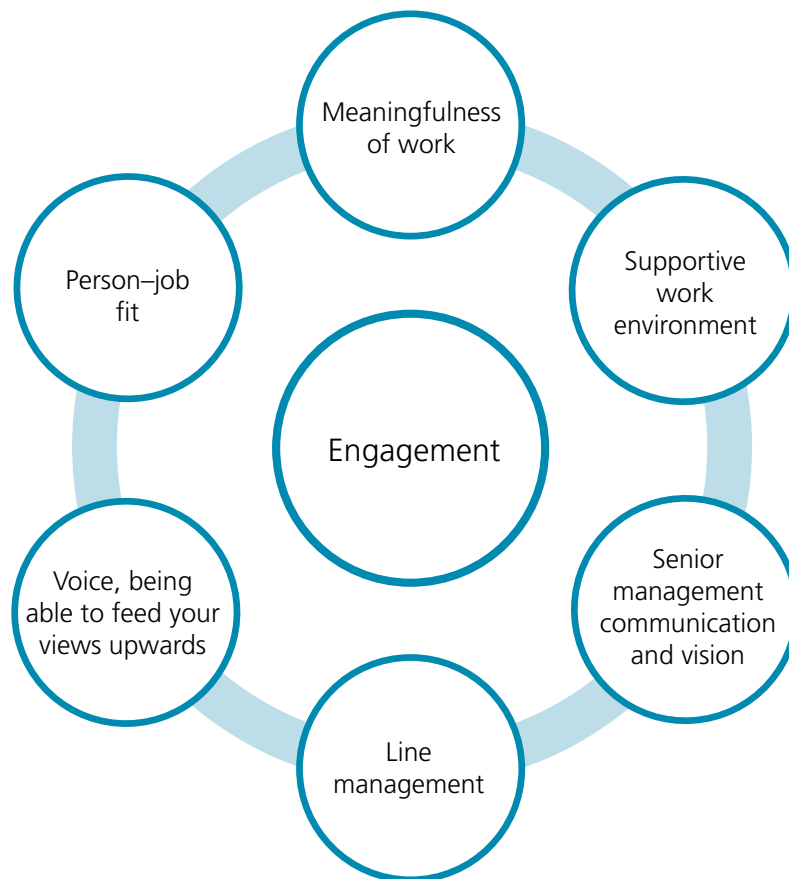 Meaningfulness
of work
Supportive
work
environment
Senior
management
communication
and vision
Line
management
Voice, being
able to feed your
views upwards
Person–job
fit
Engagement